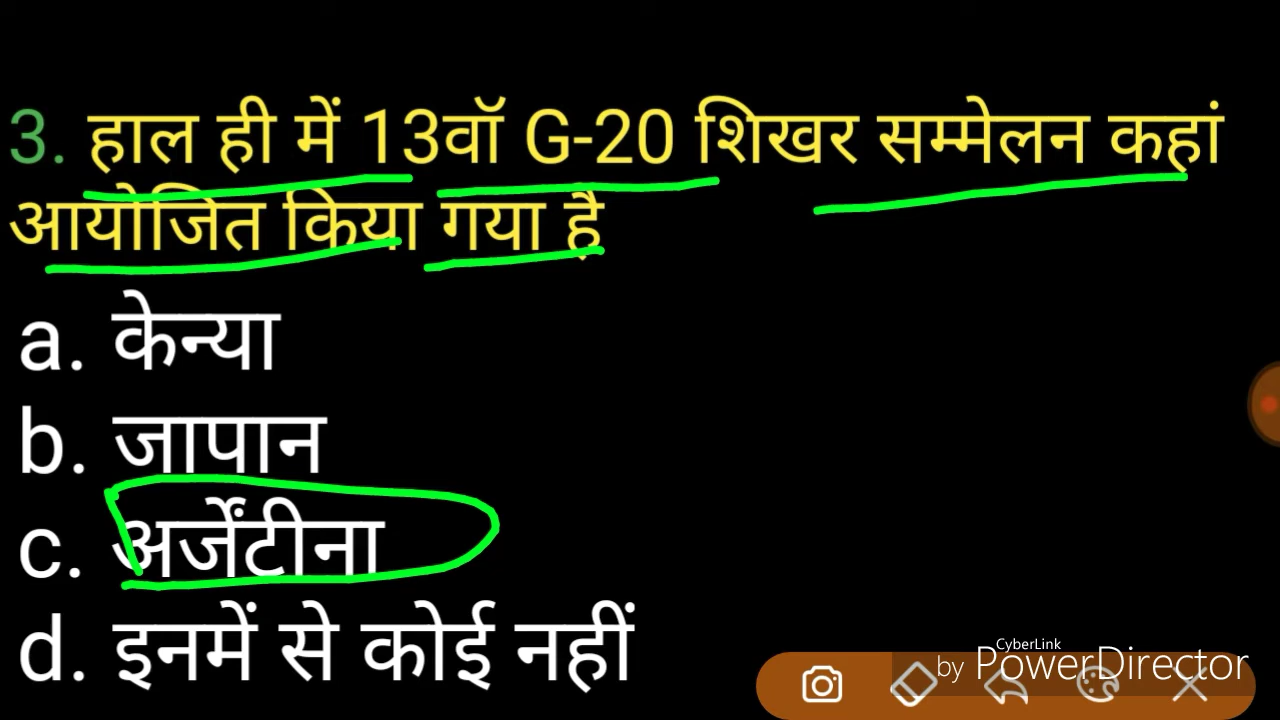 3. हाल ही में 13वॉ G-20 शिखर सम्मेलन कहां
आयोजित किया गया है
a. केन्या
b. जापान
c. अर्जेंटीना
d. इनमें से कोई नहीं
CyberLink
by PowerDirector